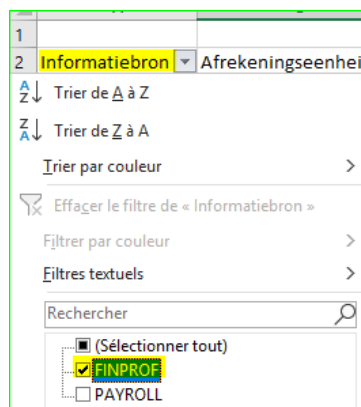 1
2 Informatiebron Afrekeningseenhei
Trier de A à Z
Trier de Z à A
Trier par couleur
Effacer le filtre de « Informatiebron »
Filtrer par couleur
Filtres textuels
Rechercher
(Sélectionner tout)
FINPROF
PAYROLL